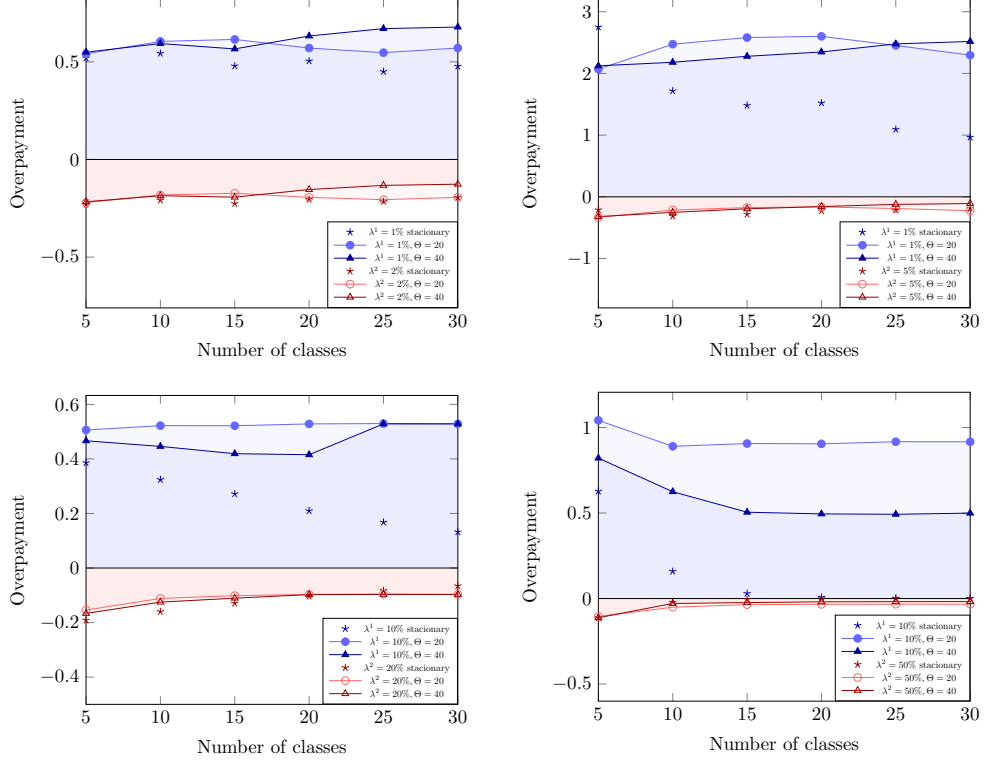 0.5
0
−0.5
Overpayment
5
10
15
20
25
30
Number of classes
λ¹ = 1% stacionary
λ¹ = 1%, Θ = 20
λ¹ = 1%, Θ = 40
λ² = 2% stacionary
λ² = 2%, Θ = 20
λ² = 2%, Θ = 40
3
2
1
0
−1
Overpayment
5
10
15
20
25
30
Number of classes
λ¹ = 1% stacionary
λ¹ = 1%, Θ = 20
λ¹ = 1%, Θ = 40
λ² = 5% stacionary
λ² = 5%, Θ = 20
λ² = 5%, Θ = 40
0.6
0.4
0.2
0
−0.2
−0.4
Overpayment
5
10
15
20
25
30
Number of classes
λ¹ = 10% stacionary
λ¹ = 10%, Θ = 20
λ¹ = 10%, Θ = 40
λ² = 20% stacionary
λ² = 20%, Θ = 20
λ² = 20%, Θ = 40
1
0.5
0
−0.5
Overpayment
5
10
15
20
25
30
Number of classes
λ¹ = 10% stacionary
λ¹ = 10%, Θ = 20
λ¹ = 10%, Θ = 40
λ² = 50% stacionary
λ² = 50%, Θ = 20
λ² = 50%, Θ = 40